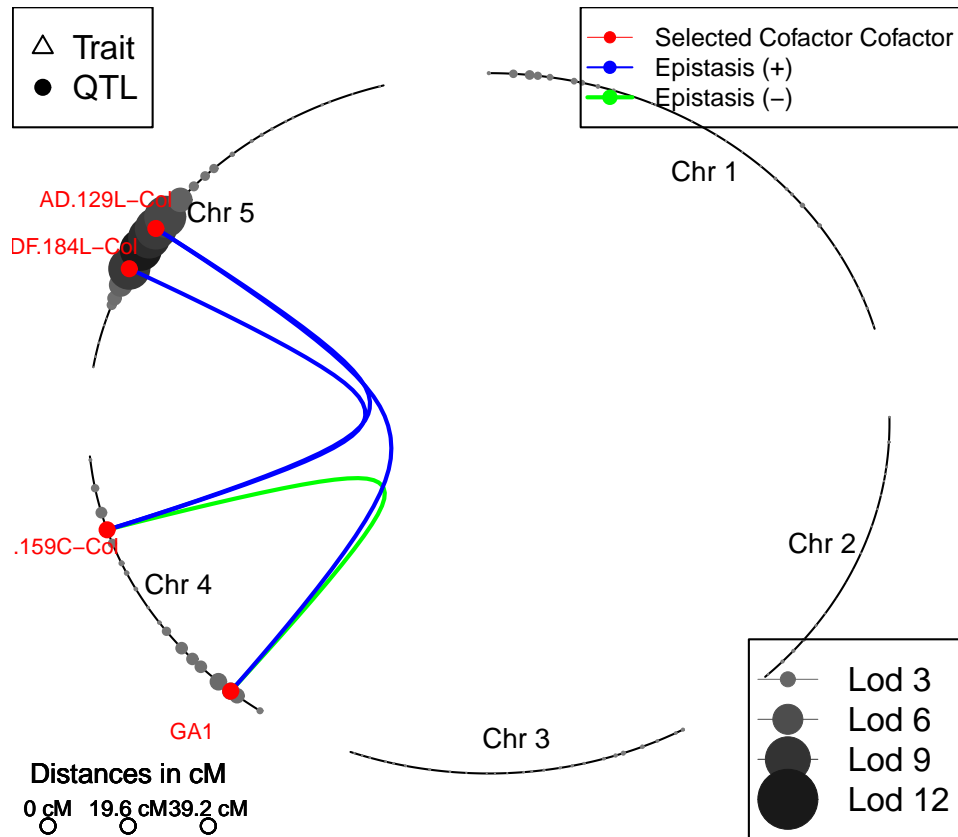 Trait
QTL
Selected Cofactor Cofactor
Epistasis (+)
Epistasis (−)
Chr 1
AD.129L−Col
Chr 5
DF.184L−Col
.159C−Col
Chr 2
Chr 4
GA1
Chr 3
Lod 3
Lod 6
Lod 9
Lod 12
Distances in cM
0 cM 19.6 cM 39.2 cM